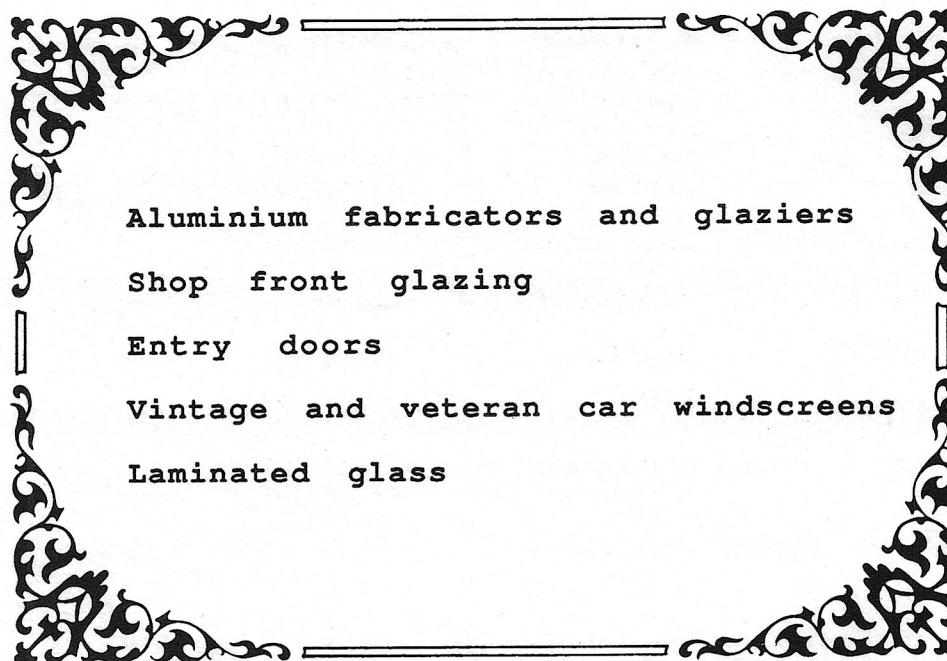 Aluminium fabricators and glaziers
Shop front glazing
Entry doors
Vintage and veteran car windscreens
Laminated glass